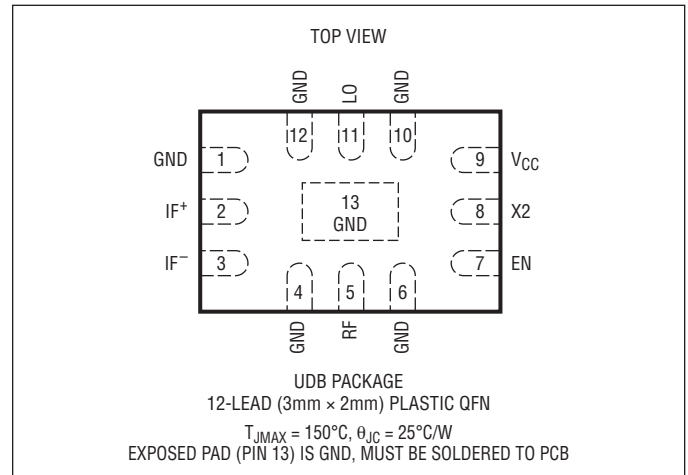 TOP VIEW
GND
LO
GND
12
11
10
GND 1
9 VCC
IF+ 2
13
GND
8 X2
IF− 3
7 EN
4
5
6
GND
RF
GND
UDB PACKAGE
12-LEAD (3mm × 2mm) PLASTIC QFN
TJMAX = 150°C, θJC = 25°C/W
EXPOSED PAD (PIN 13) IS GND, MUST BE SOLDERED TO PCB